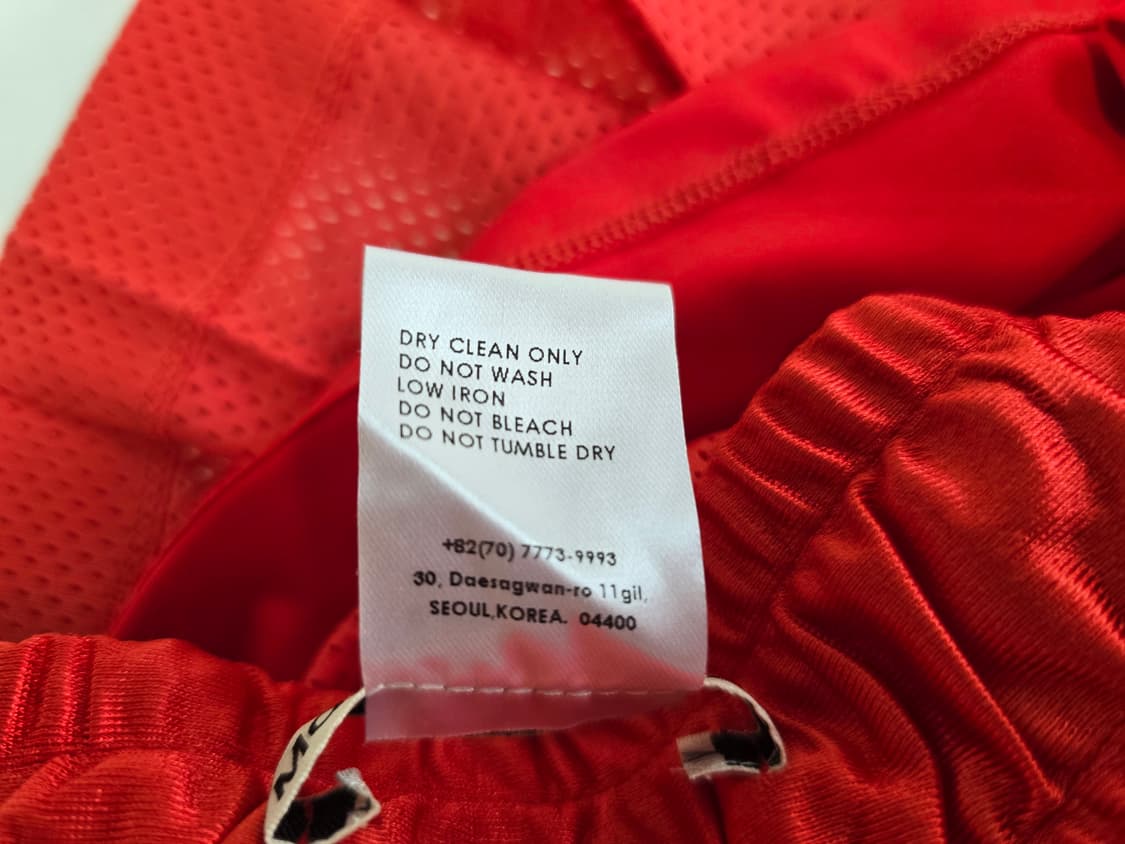 DRY CLEAN ONLY
DO NOT WASH
LOW IRON
DO NOT BLEACH
DO NOT TUMBLE DRY
+82(70) 7773-9993
30, Daesagwan-ro 11gil,
SEOUL,KOREA. 04400